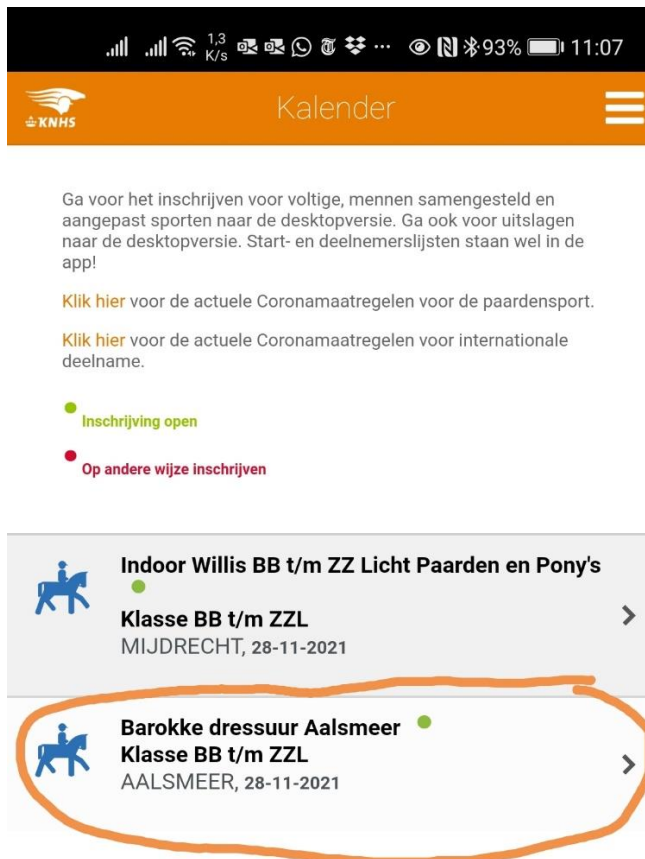 1,3
K/s
93%
11:07
KNHS
Kalender
Ga voor het inschrijven voor voltige, mennen samengesteld en
aangepast sporten naar de desktopversie. Ga ook voor uitslagen
naar de desktopversie. Start- en deelnemerslijsten staan wel in de
app!
Klik hier voor de actuele Coronamaatregelen voor de paardensport.
Klik hier voor de actuele Coronamaatregelen voor internationale
deelname.
Inschrijving open
Op andere wijze inschrijven
Indoor Willis BB t/m ZZ Licht Paarden en Pony's
Klasse BB t/m ZZL
MIJDRECHT, 28-11-2021
Barokke dressuur Aalsmeer
Klasse BB t/m ZZL
AALSMEER, 28-11-2021